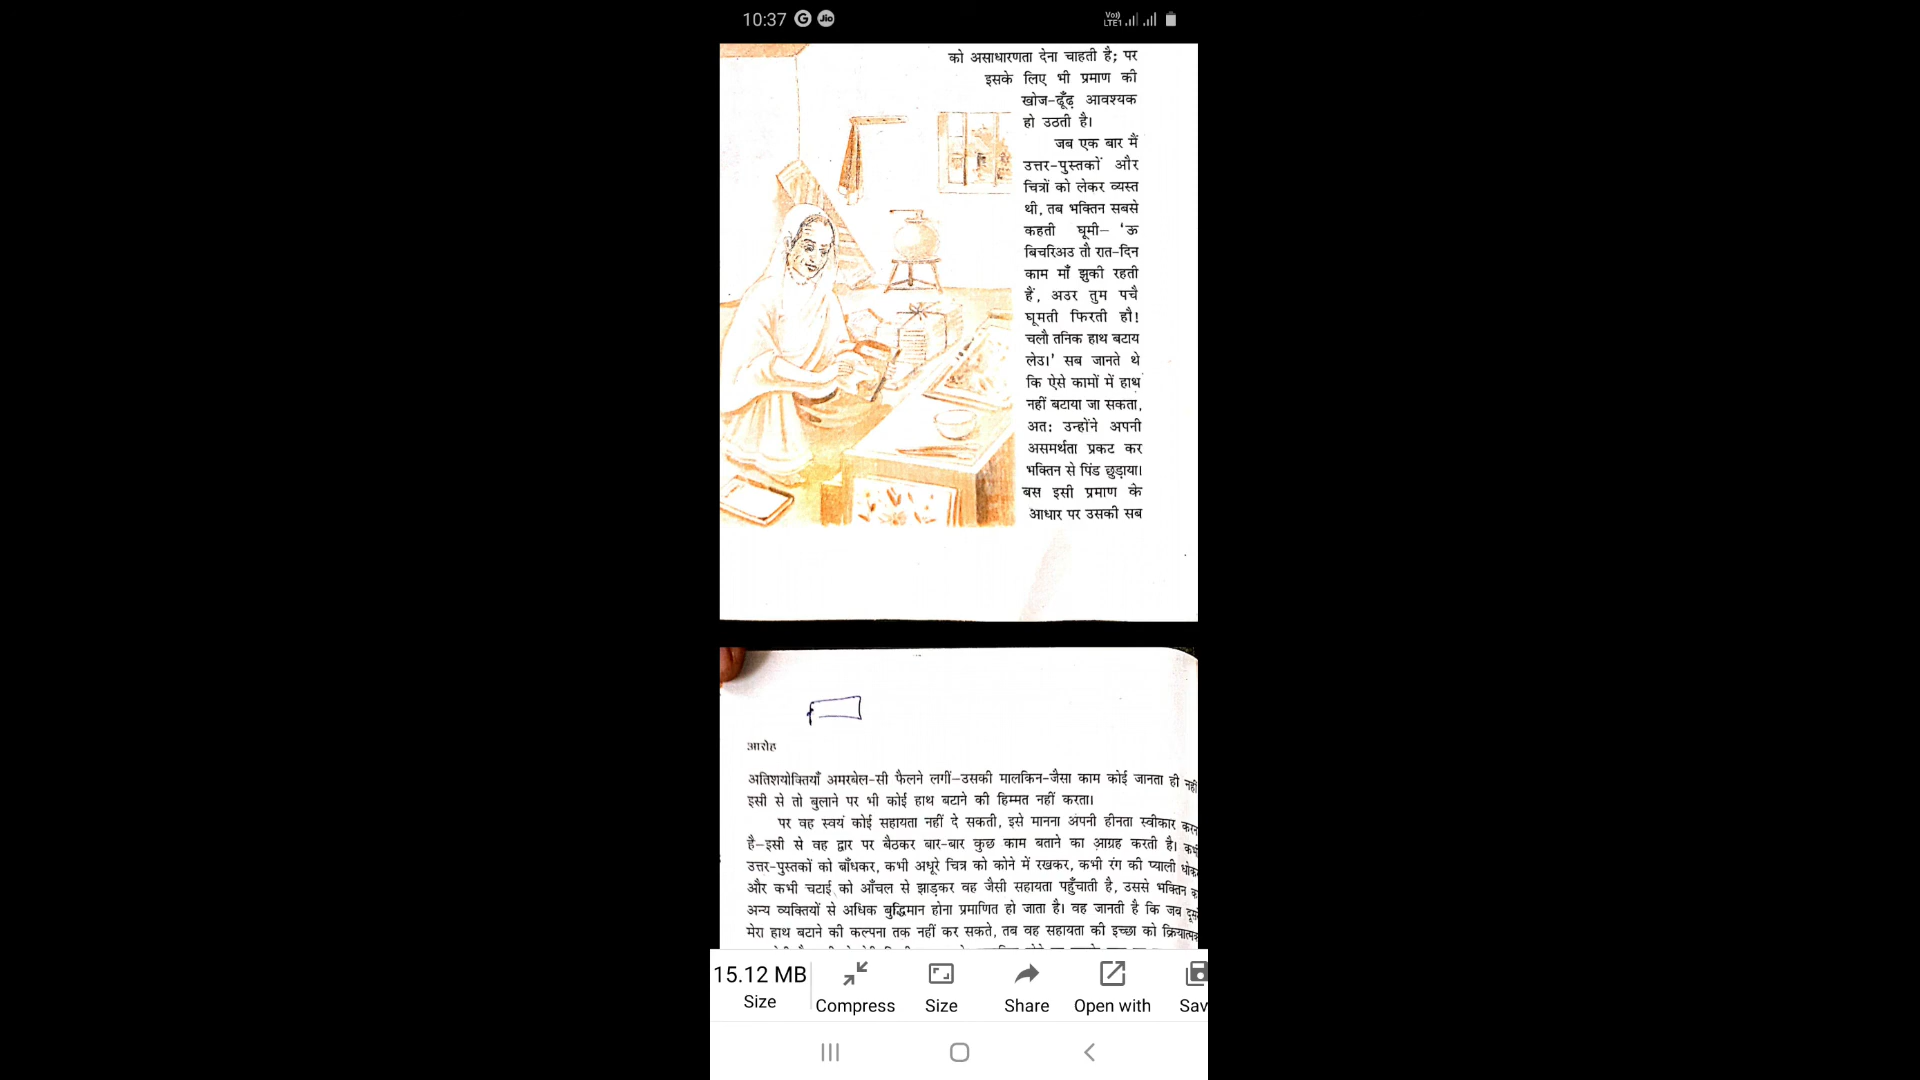 10:37
Vo))
LTE1
Jio
को असाधारणता देना चाहती है; पर
इसके लिए भी प्रमाण की
खोज-ढूँढ़ आवश्यक
हो उठती है।
जब एक बार मैं
उत्तर-पुस्तकों और
चित्रों को लेकर व्यस्त
थी, तब भक्तिन सबसे
कहती घूमी– ‘ऊ
बिचरिअउ तौ रात-दिन
काम माँ झुकी रहती
हैं, अउर तुम पचै
घूमती फिरती हौ!
चलौ तनिक हाथ बटाय
लेउ।’ सब जानते थे
कि ऐसे कामों में हाथ
नहीं बटाया जा सकता,
अत: उन्होंने अपनी
असमर्थता प्रकट कर
भक्तिन से पिंड छुड़ाया।
बस इसी प्रमाण के
आधार पर उसकी सब
आरोह
अतिशयोक्तियाँ अमरबेल-सी फैलने लगीं–उसकी मालकिन-जैसा काम कोई जानता ही नहीं
इसी से तो बुलाने पर भी कोई हाथ बटाने की हिम्मत नहीं करता।
पर वह स्वयं कोई सहायता नहीं दे सकती, इसे मानना अपनी हीनता स्वीकार
है–इसी से वह द्वार पर बैठकर बार-बार कुछ काम बताने का आग्रह करती है।
उत्तर-पुस्तकों को बाँधकर, कभी अधूरे चित्र को कोने में रखकर, कभी रंग की प्याली
और कभी चटाई को आँचल से झाड़कर वह जैसी सहायता पहुँचाती है, उससे भक्तिन
अन्य व्यक्तियों से अधिक बुद्धिमान होना प्रमाणित हो जाता है। वह जानती है कि जब
मेरा हाथ बटाने की कल्पना तक नहीं कर सकते, तब वह सहायता की इच्छा को
15.12 MB
Size
Compress
Size
Share
Open with
Sav